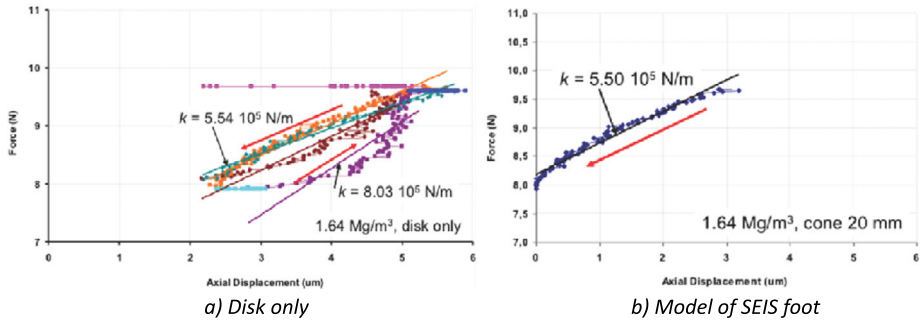 11
10
9
8
7
Force (N)
k = 5.54 10⁵ N/m
k = 8.03 10⁵ N/m
1.64 Mg/m³, disk only
0 1 2 3 4 5 6
Axial Displacement (um)
a) Disk only
b)
11,0
10,5
10,0
9,5
9,0
8,5
8,0
7,5
7,0
Force (N)
k = 5.50 10⁵ N/m
1.64 Mg/m³, cone 20 mm
0 1 2 3 4 5 6
Axial Displacement (um)
b) Model of SEIS foot